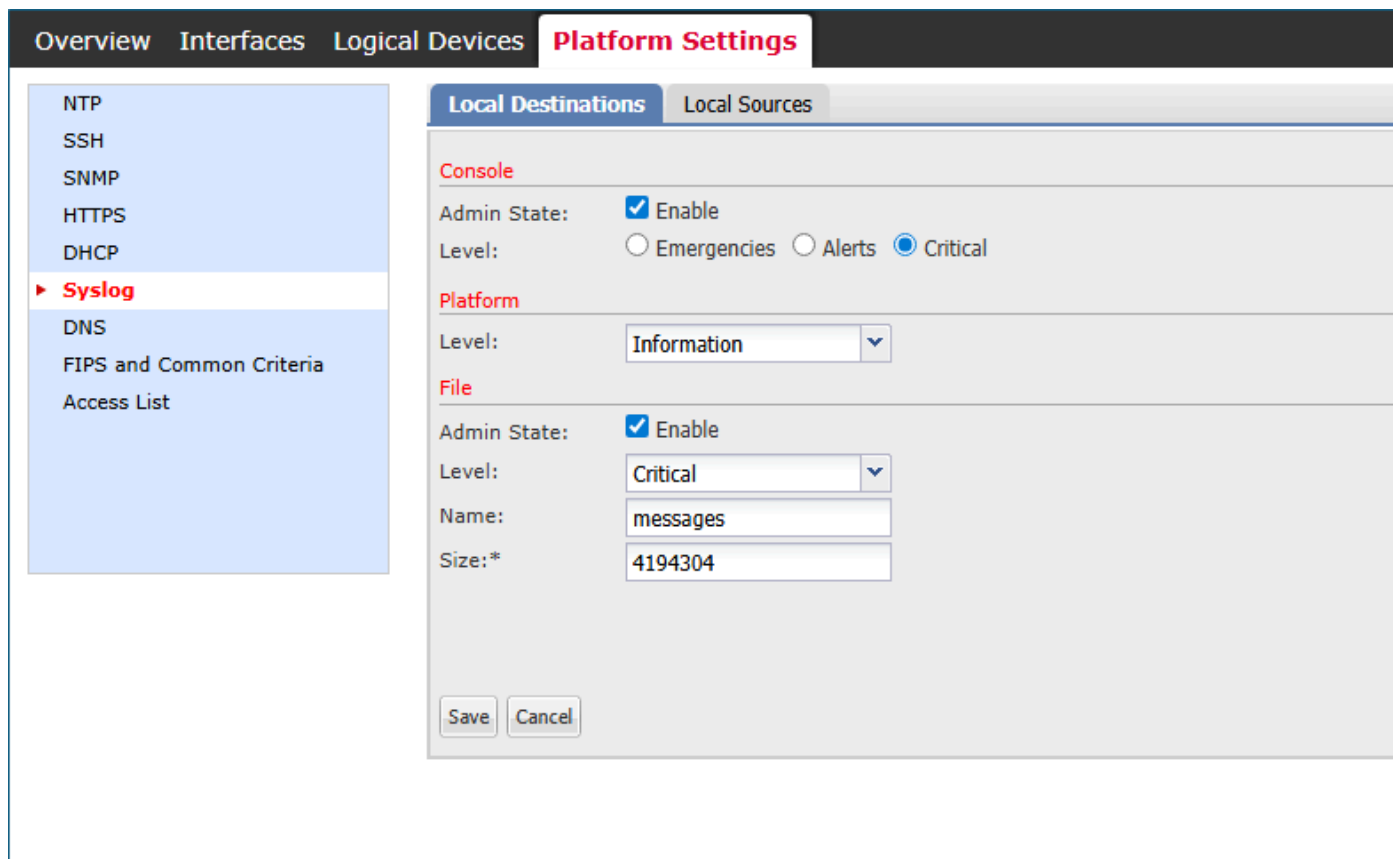 Overview Interfaces Logical Devices Platform Settings
NTP
SSH
SNMP
HTTPS
DHCP
Syslog
DNS
FIPS and Common Criteria
Access List
Local Destinations Local Sources
Console
Admin State: Enable
Level: Emergencies Alerts Critical
Platform
Level: Information
File
Admin State: Enable
Level: Critical
Name: messages
Size:* 4194304
Save Cancel